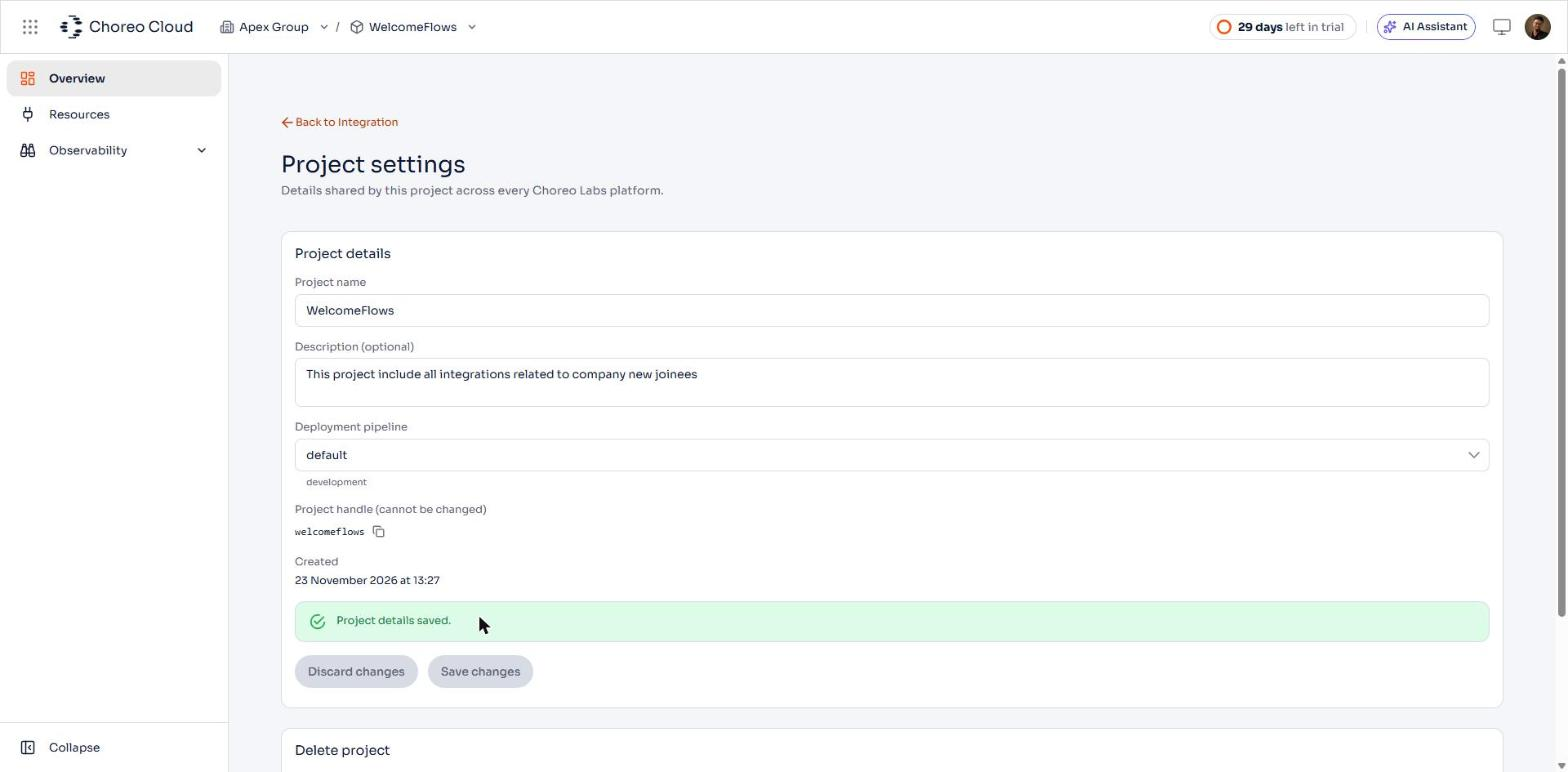 Choreo Cloud
Apex Group / WelcomeFlows
29 days left in trial
AI Assistant
Overview
Resources
Observability
Collapse
Back to Integration
Project settings
Details shared by this project across every Choreo Labs platform.
Project details
Project name
WelcomeFlows
Description (optional)
This project include all integrations related to company new joinees
Deployment pipeline
default
development
Project handle (cannot be changed)
welcomeflows
Created
23 November 2026 at 13:27
Project details saved.
Discard changes
Save changes
Delete project